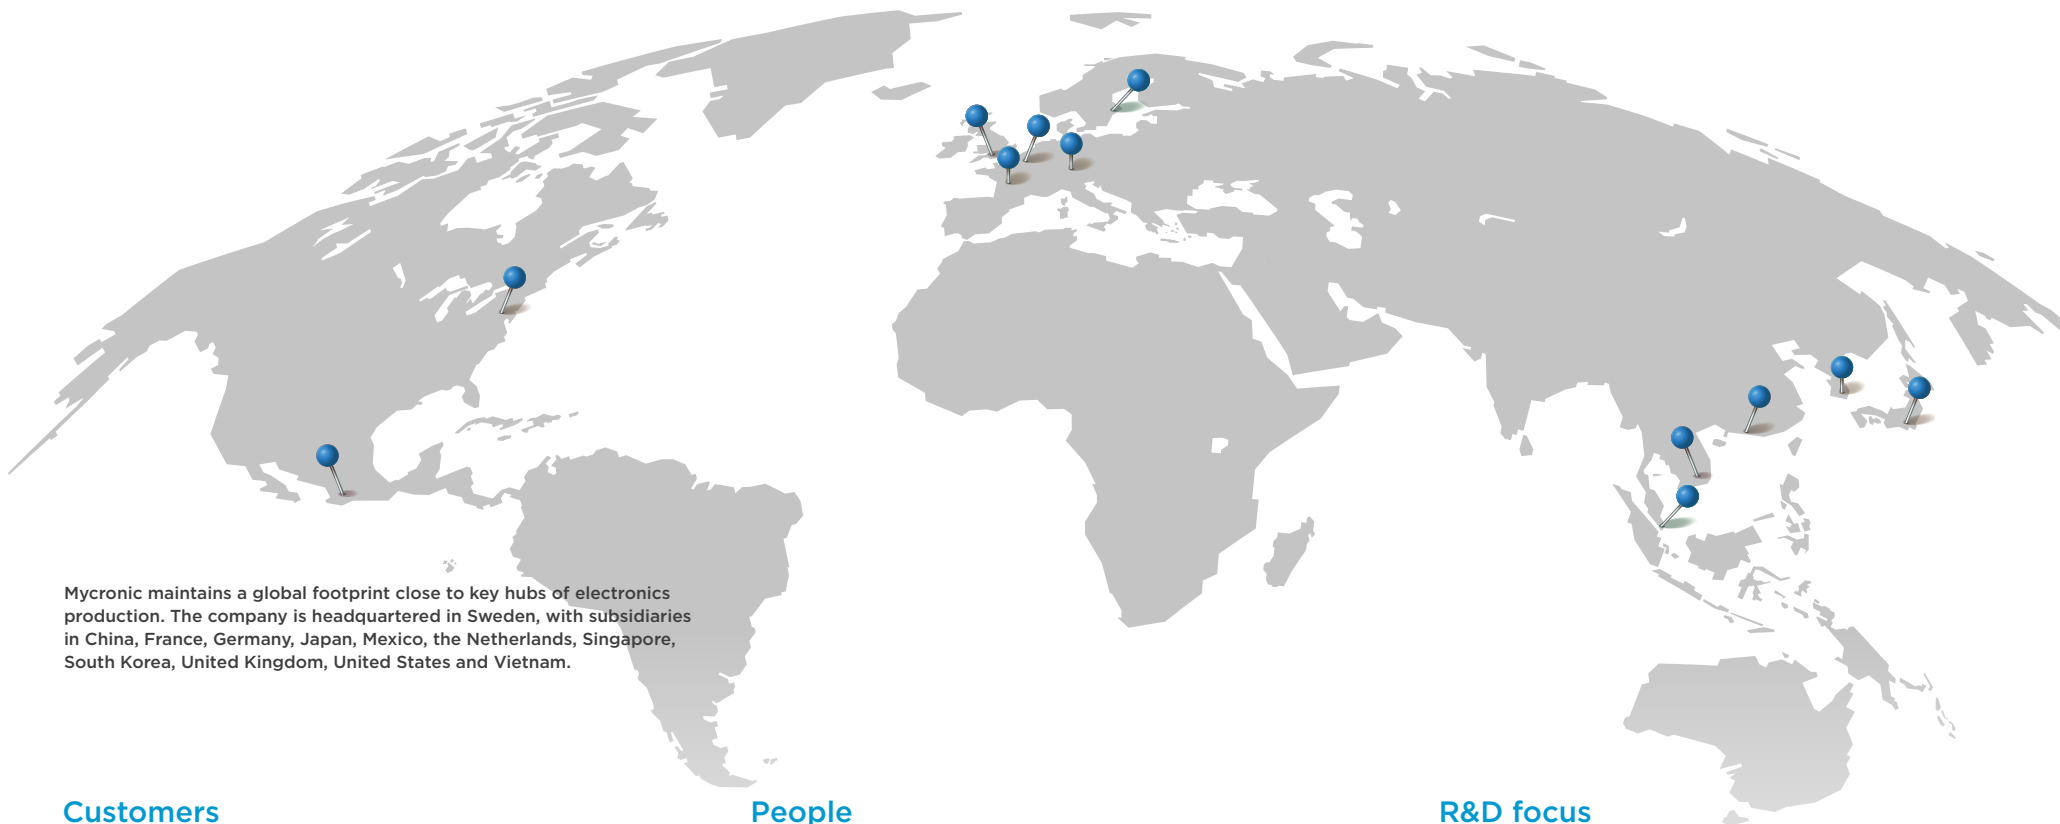 Mycronic maintains a global footprint close to key hubs of electronics
production. The company is headquartered in Sweden, with subsidiaries
in China, France, Germany, Japan, Mexico, the Netherlands, Singapore,
South Korea, United Kingdom, United States and Vietnam.
Customers
People
R&D focus